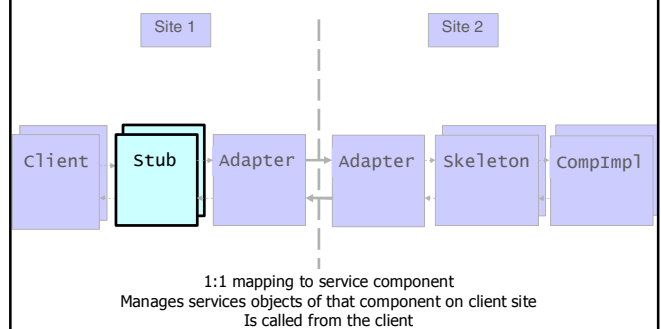 Site 1
Site 2
Client Stub Adapter Adapter Skeleton CompImpl
1:1 mapping to service component
Manages services objects of that component on client site
Is called from the client